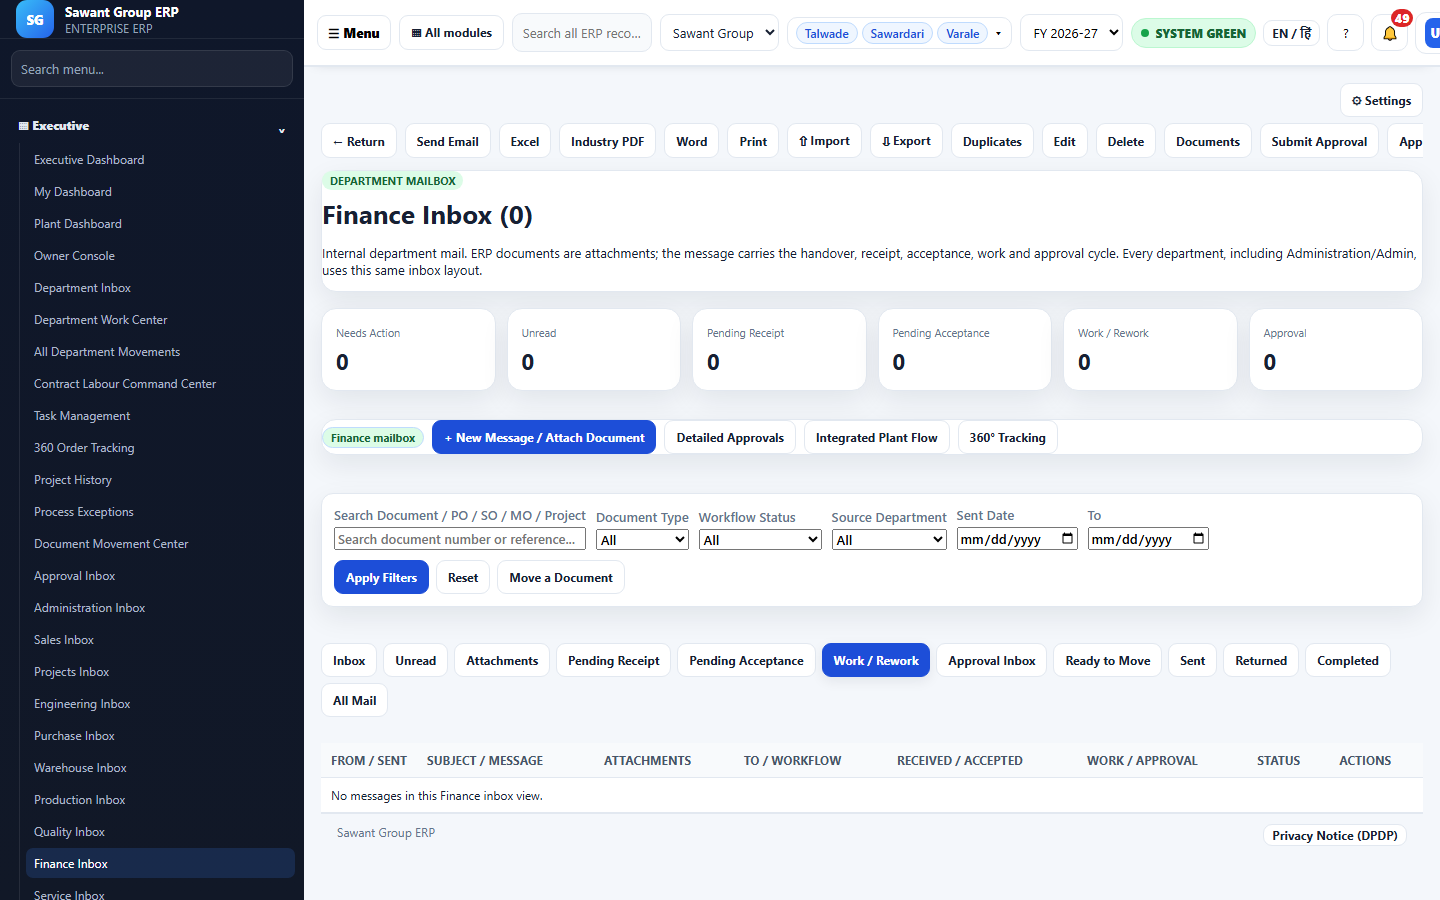 SG
Sawant Group ERP
ENTERPRISE ERP
Search menu...
Executive
Executive Dashboard
My Dashboard
Plant Dashboard
Owner Console
Department Inbox
Department Work Center
All Department Movements
Contract Labour Command Center
Task Management
360 Order Tracking
Project History
Process Exceptions
Document Movement Center
Approval Inbox
Administration Inbox
Sales Inbox
Projects Inbox
Engineering Inbox
Purchase Inbox
Warehouse Inbox
Production Inbox
Quality Inbox
Finance Inbox
Service Inbox
☰ Menu
All modules
Search all ERP reco...
Sawant Group
Talwade
Sawardari
Varale
FY 2026-27
SYSTEM GREEN
EN / हिं
?
49
U
⚙ Settings
← Return
Send Email
Excel
Industry PDF
Word
Print
⇧ Import
⇩ Export
Duplicates
Edit
Delete
Documents
Submit Approval
App
DEPARTMENT MAILBOX
Finance Inbox (0)
Internal department mail. ERP documents are attachments; the message carries the handover, receipt, acceptance, work and approval cycle. Every department, including Administration/Admin,
uses this same inbox layout.
Needs Action
0
Unread
0
Pending Receipt
0
Pending Acceptance
0
Work / Rework
0
Approval
0
Finance mailbox
+ New Message / Attach Document
Detailed Approvals
Integrated Plant Flow
360° Tracking
Search Document / PO / SO / MO / Project
Search document number or reference...
Document Type
All
Workflow Status
All
Source Department
All
Sent Date
mm/dd/yyyy
To
mm/dd/yyyy
Apply Filters
Reset
Move a Document
Inbox
Unread
Attachments
Pending Receipt
Pending Acceptance
Work / Rework
Approval Inbox
Ready to Move
Sent
Returned
Completed
All Mail
FROM / SENT
SUBJECT / MESSAGE
ATTACHMENTS
TO / WORKFLOW
RECEIVED / ACCEPTED
WORK / APPROVAL
STATUS
ACTIONS
No messages in this Finance inbox view.
Sawant Group ERP
Privacy Notice (DPDP)